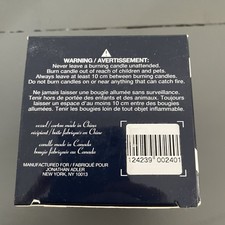 WARNING / AVERTISSEMENT:
Never leave a burning candle unattended.
Burn candle out of reach of children and pets.
Always leave at least 10 cm between burning candles.
Do not burn candles on or near anything that can catch fire.
Ne jamais laisser une bougie allumée sans surveillance.
Tenir hors de portée des enfants et des animaux. Toujours
laisser un espace d'au moins 10 cm entre des bougies
allumées. Tenir les bougies loin de tout objet inflammable.
vessel / carton made in China
récipient / boîte fabriqués en Chine
candle made in Canada
bougie fabriquée au Canada
MANUFACTURED FOR / FABRIQUÉ POUR
JONATHAN ADLER
NEW YORK, NY 10013
124239 002401